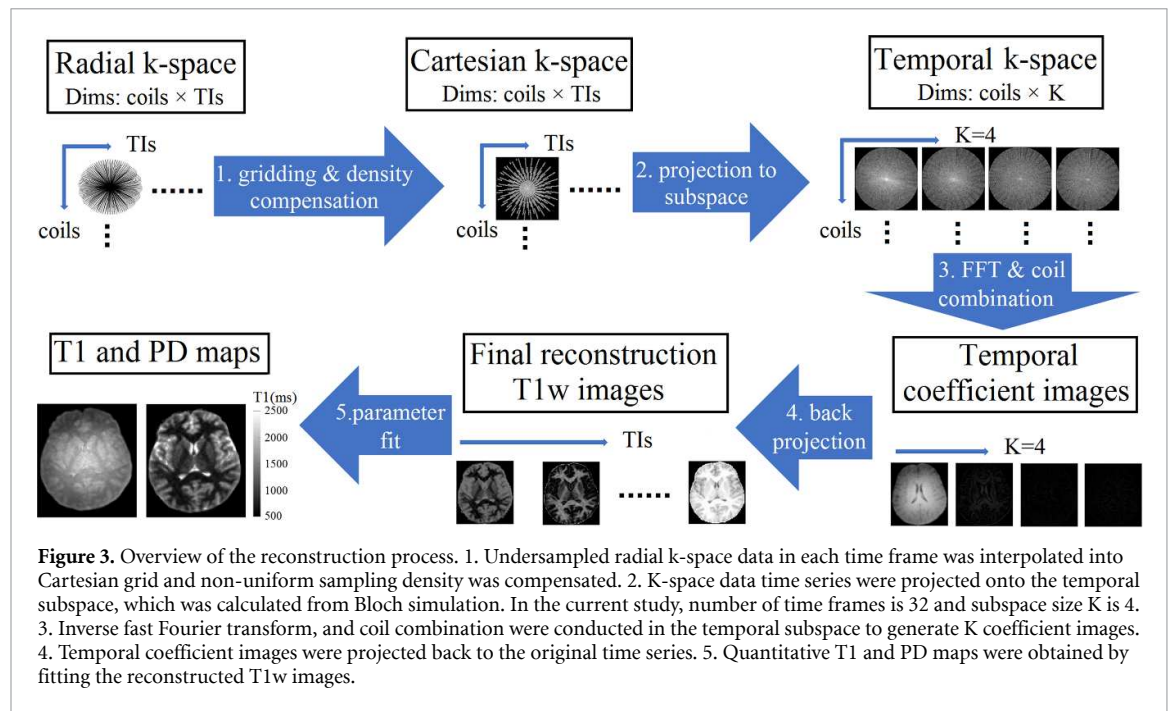 Radial k-space
Dims: coils × TIs
TIs
coils
1. gridding & density
compensation
Cartesian k-space
Dims: coils × TIs
TIs
coils
2. projection to
subspace
Temporal k-space
Dims: coils × K
K=4
coils
3. FFT & coil
combination
T1 and PD maps
T1(ms)
2500
2000
1500
1000
500
5.parameter
fit
Final reconstruction
T1w images
TIs
4. back
projection
Temporal
coefficient images
K=4
Figure 3. Overview of the reconstruction process. 1. Undersampled radial k-space data in each time frame was interpolated into
Cartesian grid and non-uniform sampling density was compensated. 2. K-space data time series were projected onto the temporal
subspace, which was calculated from Bloch simulation. In the current study, number of time frames is 32 and subspace size K is 4.
3. Inverse fast Fourier transform, and coil combination were conducted in the temporal subspace to generate K coefficient images.
4. Temporal coefficient images were projected back to the original time series. 5. Quantitative T1 and PD maps were obtained by
fitting the reconstructed T1w images.